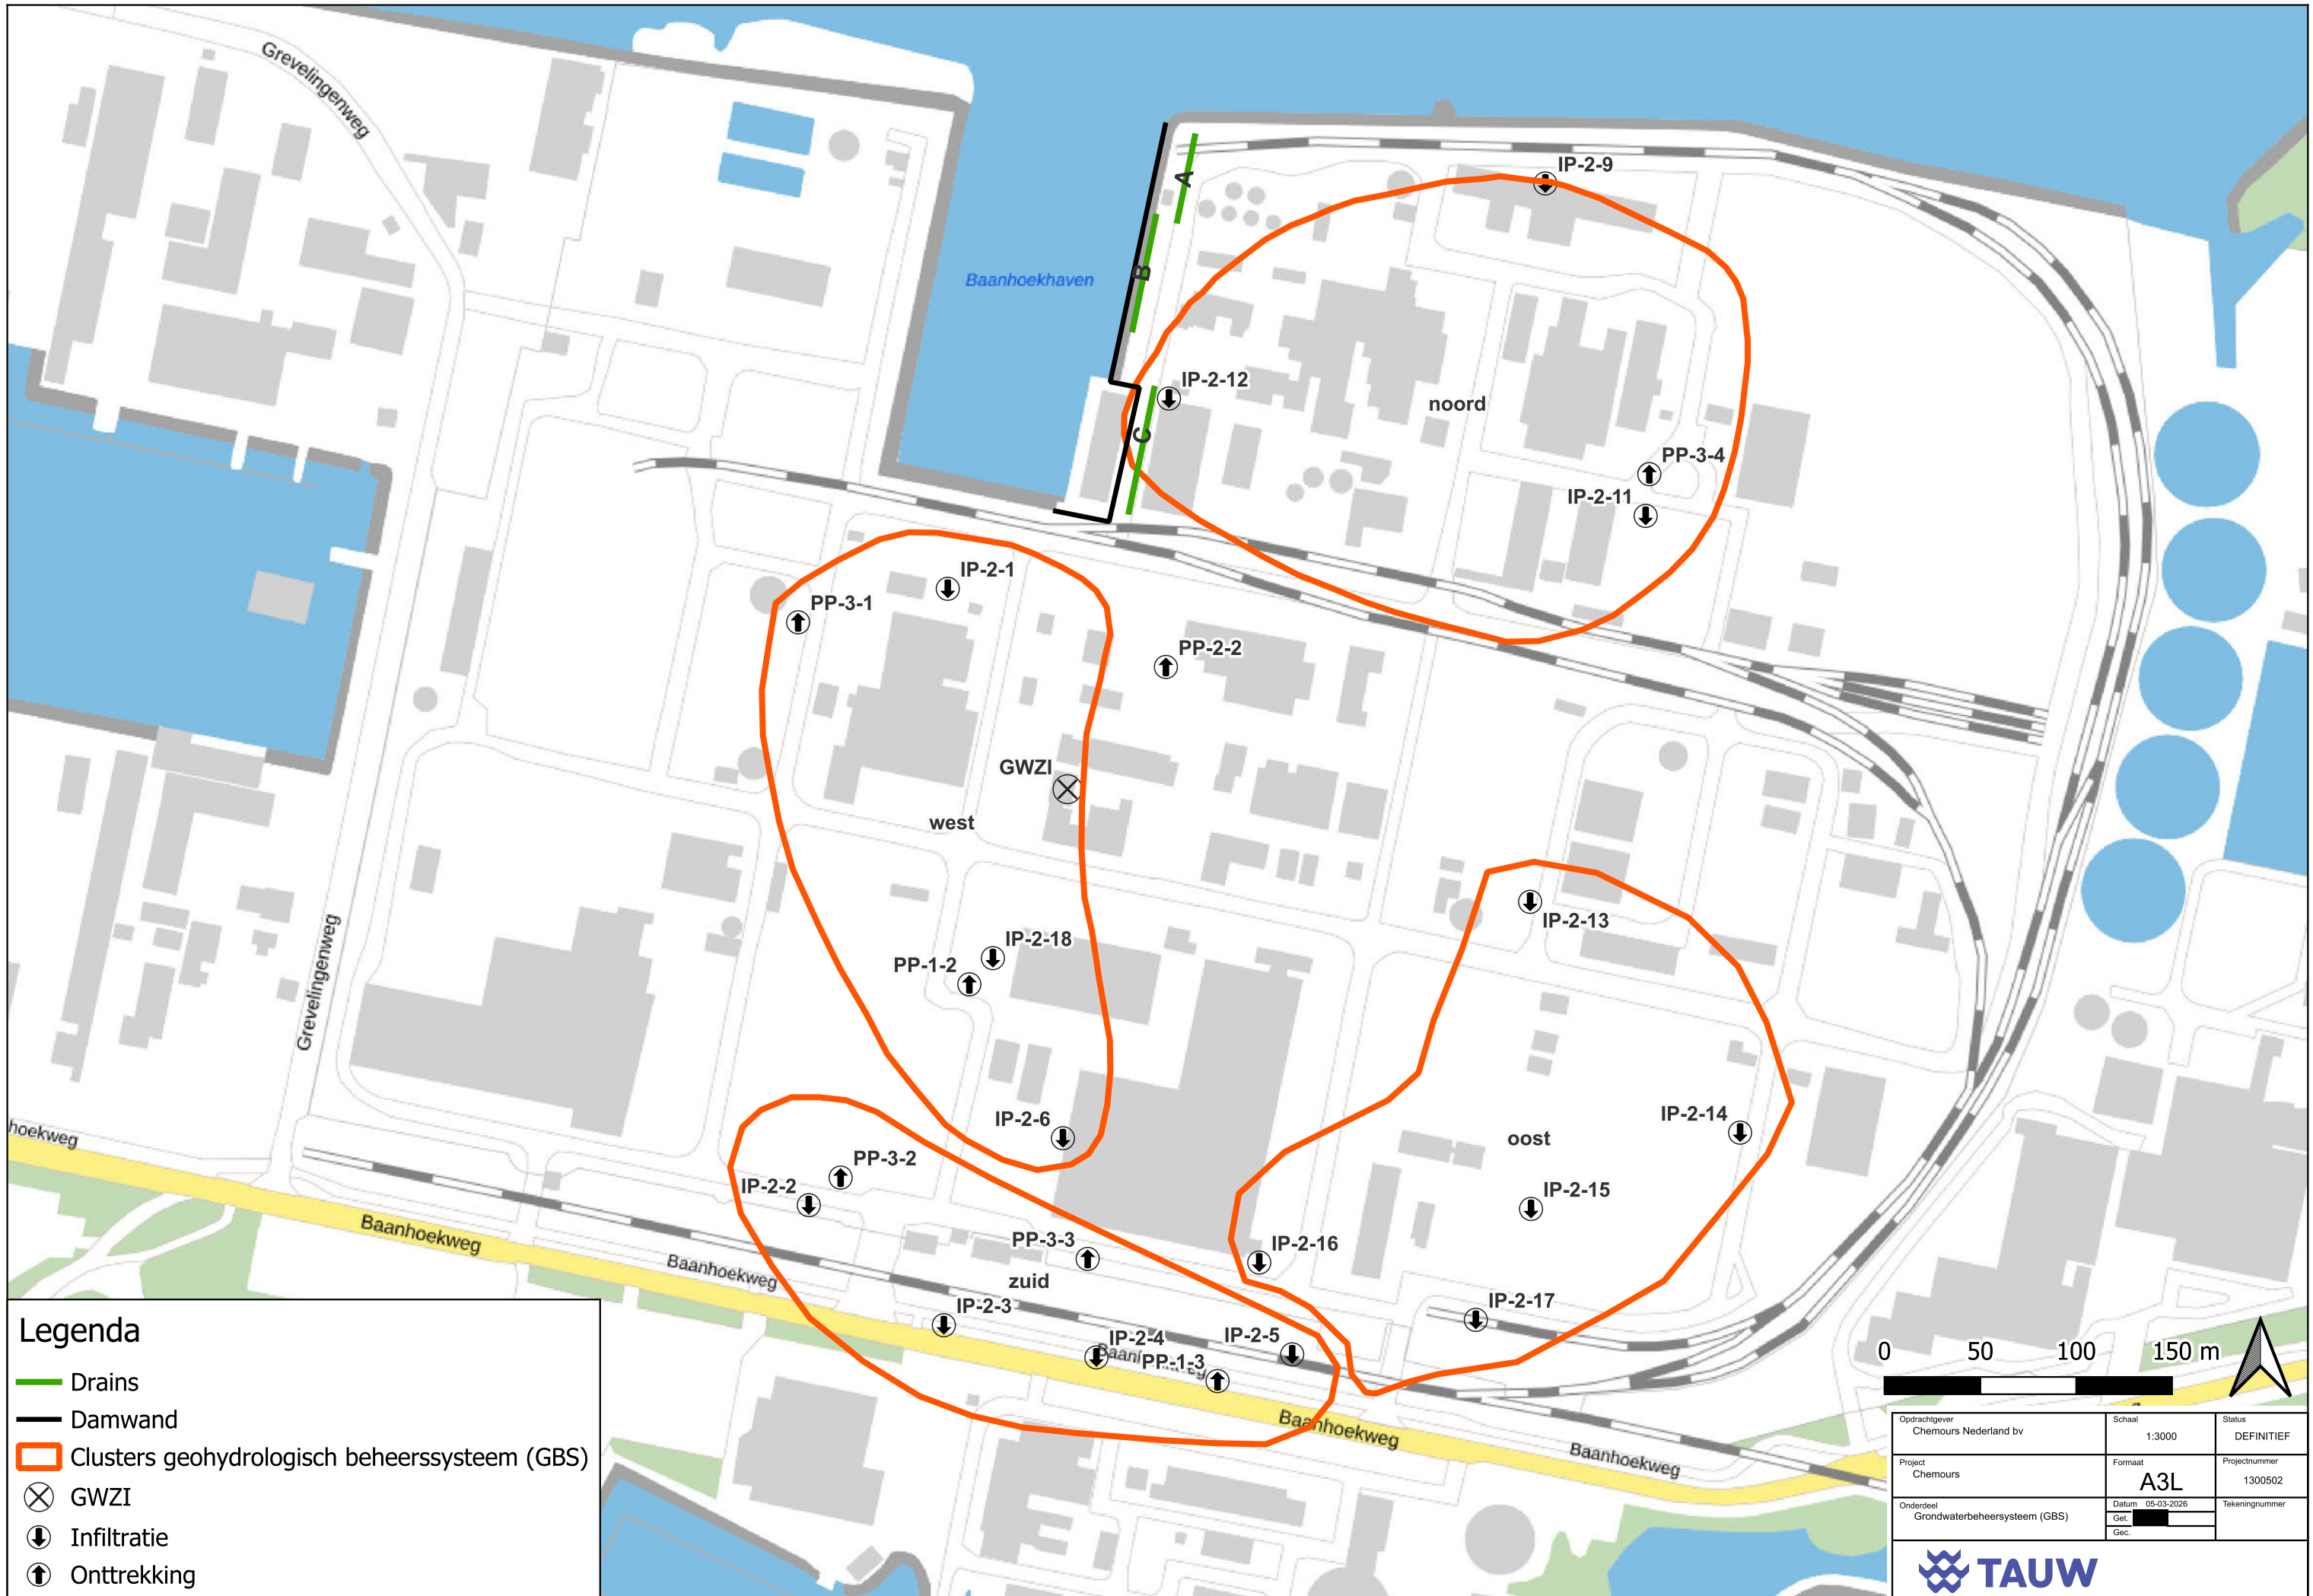 Grevelingenweg
IP-2-9
A
B
Baanhoekhaven
IP-2-12
noord
C
PP-3-4
IP-2-11
IP-2-1
PP-3-1
PP-2-2
GWZI
west
IP-2-13
IP-2-18
PP-1-2
Grevelingenweg
IP-2-6
IP-2-14
oost
hoekweg
PP-3-2
IP-2-2
IP-2-15
Baanhoekweg
PP-3-3
IP-2-16
Baanhoekweg
zuid
IP-2-3
IP-2-17
IP-2-4
IP-2-5
PP-1-3
Baanhoekweg
Baanhoekweg
Legenda
Drains
Damwand
Clusters geohydrologisch beheerssysteem (GBS)
GWZI
Infiltratie
Onttrekking
0 50 100 150 m
Opdrachtgever
Chemours Nederland bv
Schaal
1:3000
Status
DEFINITIEF
Project
Chemours
Formaat
A3L
Projectnummer
1300502
Onderdeel
Grondwaterbeheersysteem (GBS)
Datum 05-03-2026
Get.
Gec.
Tekeningnummer
TAUW